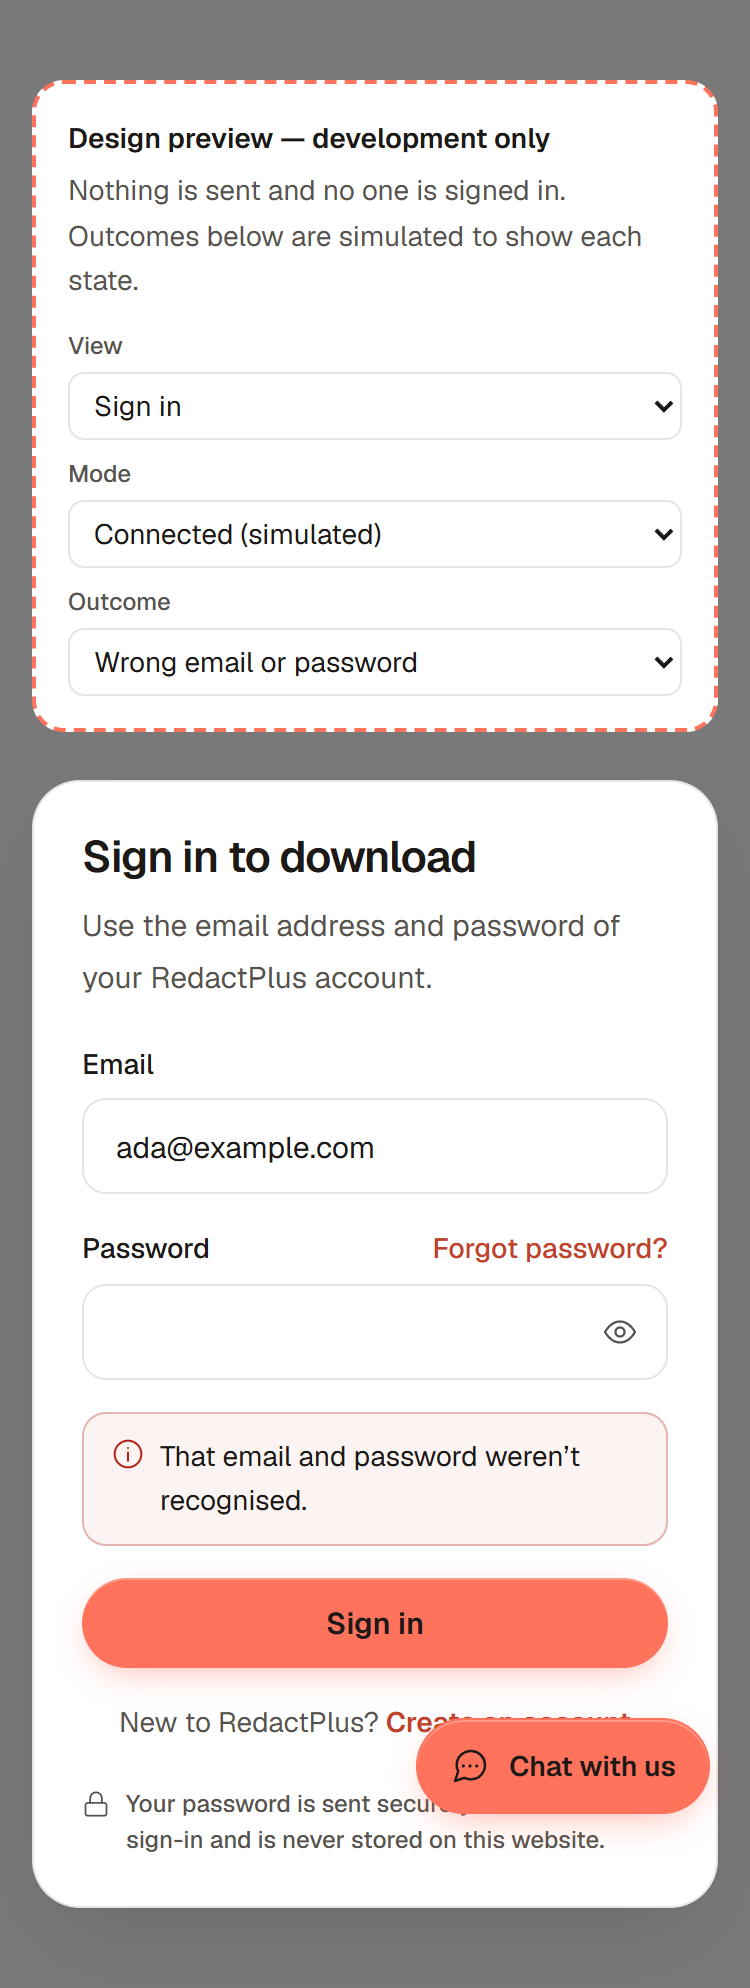 Design preview — development only
Nothing is sent and no one is signed in.
Outcomes below are simulated to show each
state.
View
Sign in
Mode
Connected (simulated)
Outcome
Wrong email or password
Sign in to download
Use the email address and password of
your RedactPlus account.
Email
ada@example.com
Password
Forgot password?
That email and password weren’t
recognised.
Sign in
New to RedactPlus? Create an account
Chat with us
Your password is sent
sign-in and is never stored on this website.